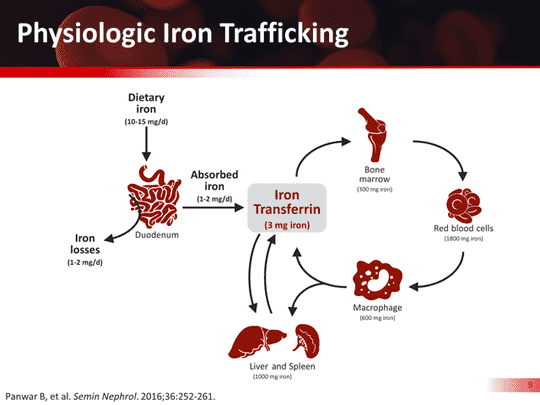 Physiologic Iron Trafficking
Dietary
iron
(10-15 mg/d)
Absorbed
iron
(1-2 mg/d)
Duodenum
Iron
losses
(1-2 mg/d)
Iron
Transferrin
(3 mg iron)
Bone
marrow
(300 mg iron)
Red blood cells
(1800 mg iron)
Macrophage
(600 mg iron)
Liver and Spleen
(1000 mg iron)
9
Panwar B, et al. Semin Nephrol. 2016;36:252-261.